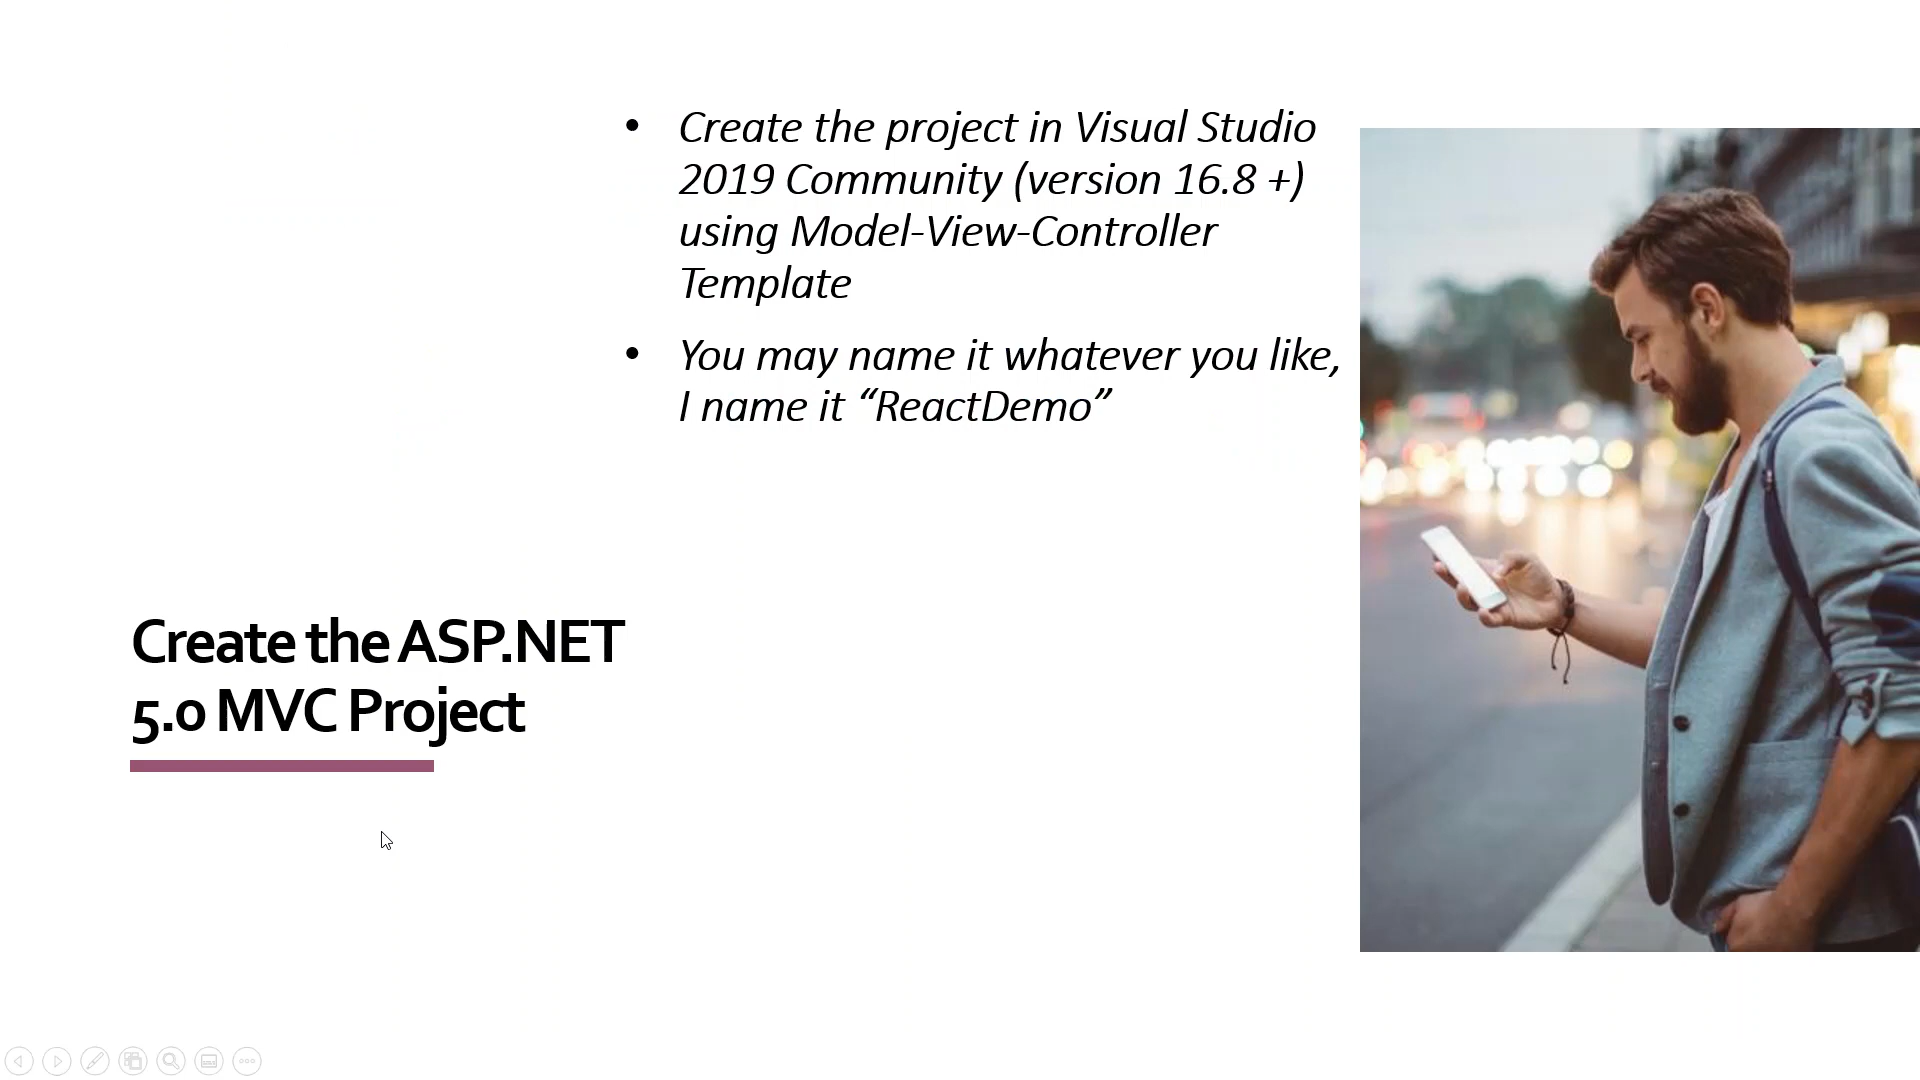 • Create the project in Visual Studio
2019 Community (version 16.8 +)
using Model-View-Controller
Template
• You may name it whatever you like,
I name it “ReactDemo”
Create the ASP.NET
5.0 MVC Project